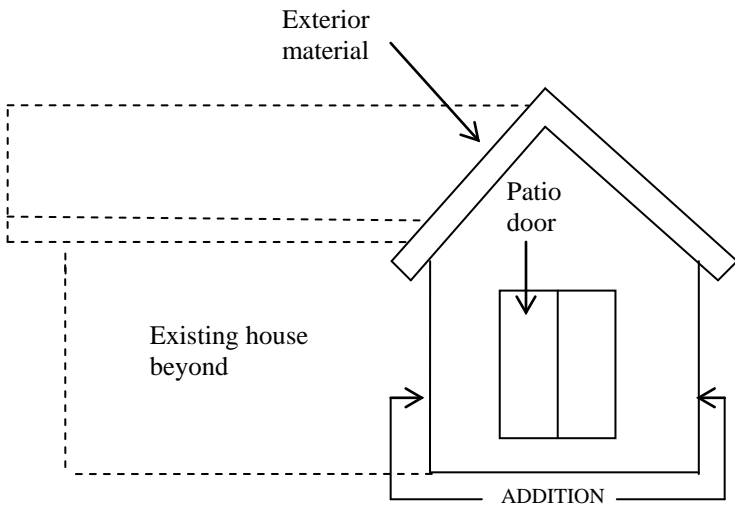 Exterior
material
Patio
door
Existing house
beyond
ADDITION